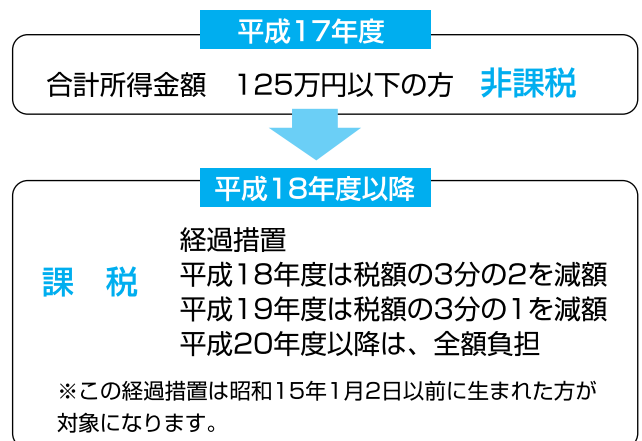 平成17年度
合計所得金額　125万円以下の方　非課税
平成18年度以降
経過措置
課　税
平成18年度は税額の3分の2を減額
平成19年度は税額の3分の1を減額
平成20年度以降は、全額負担
※この経過措置は昭和15年1月2日以前に生まれた方が
対象になります。